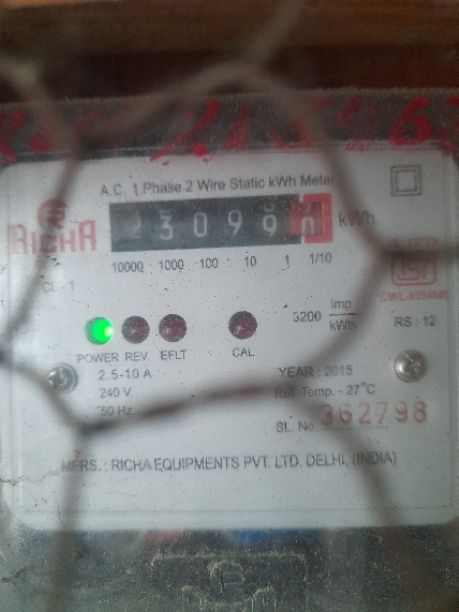 A.C. 1.Phase 2 Wire Static kWh Meter
RICHA
23099 0 kWh
10000 1000 100 10 1 1/10
CL. 1
3200 imp/kWh
RS : 12
POWER REV. EFLT CAL
2.5-10 A
240 V.
50 Hz.
YEAR : 2015
Ref. Temp. - 27°C
SL. No. 362798
MFRS. : RICHA EQUIPMENTS PVT. LTD. DELHI, (INDIA)